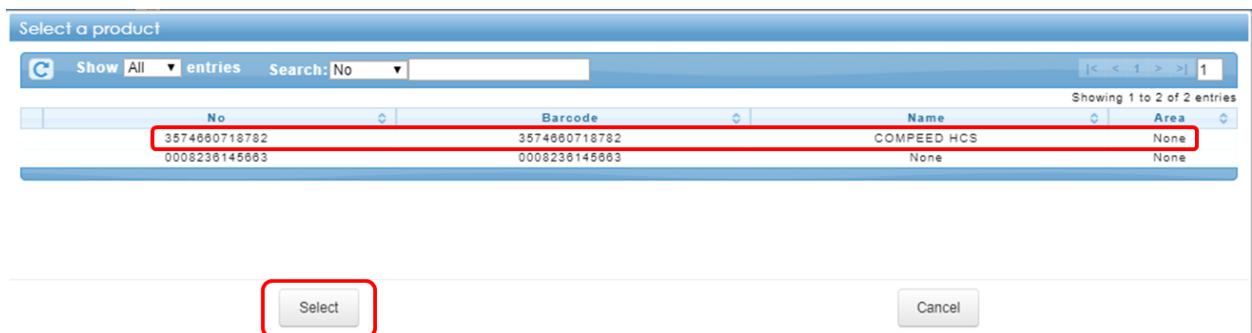 Select a product
Show All entries Search: No |< < 1 > >| 1
Showing 1 to 2 of 2 entries
No Barcode Name Area
3574660718782 3574660718782 COMPEED HCS None
0008236145663 0008236145663 None None
Select Cancel